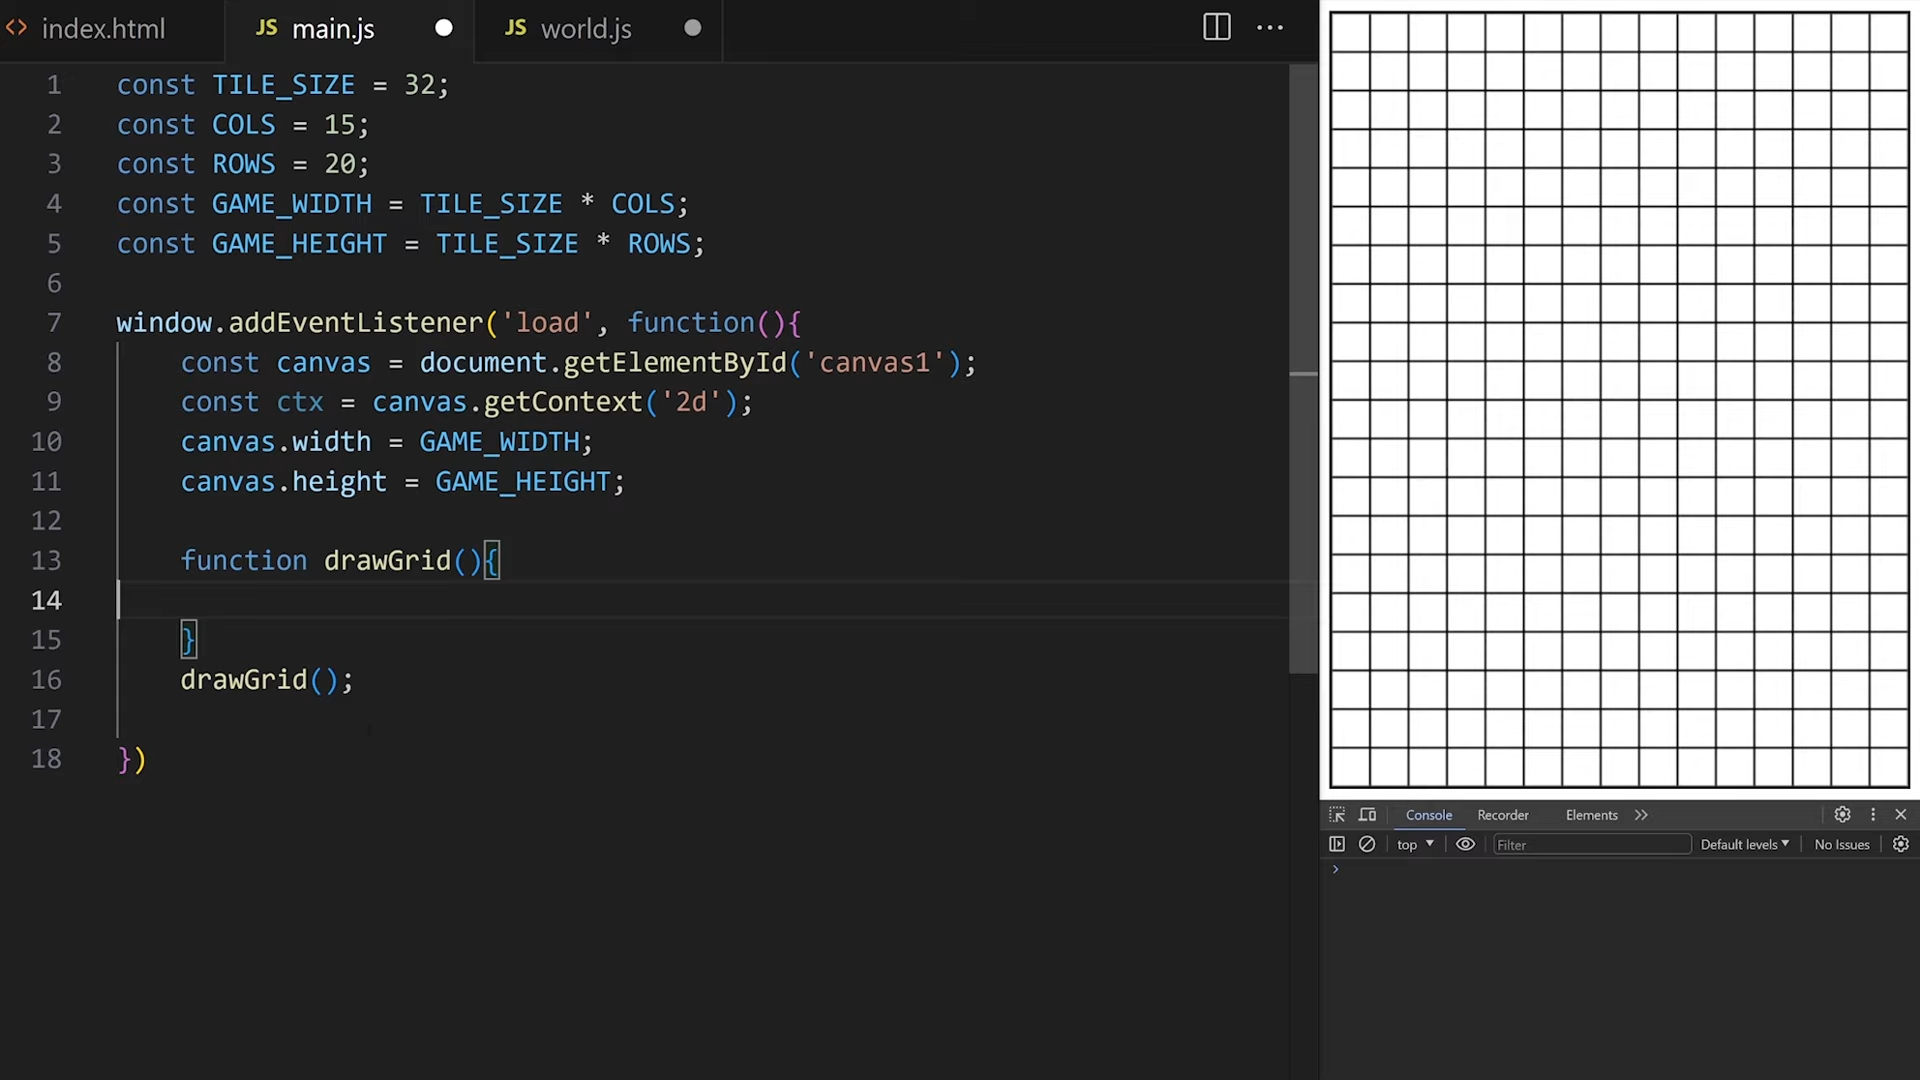 index.html
JS main.js
JS world.js
1 const TILE_SIZE = 32;
2 const COLS = 15;
3 const ROWS = 20;
4 const GAME_WIDTH = TILE_SIZE * COLS;
5 const GAME_HEIGHT = TILE_SIZE * ROWS;
6
7 window.addEventListener('load', function(){
8 const canvas = document.getElementById('canvas1');
9 const ctx = canvas.getContext('2d');
10 canvas.width = GAME_WIDTH;
11 canvas.height = GAME_HEIGHT;
12
13 function drawGrid(){
14
15 }
16 drawGrid();
17
18 })
Console Recorder Elements
top Filter Default levels No Issues